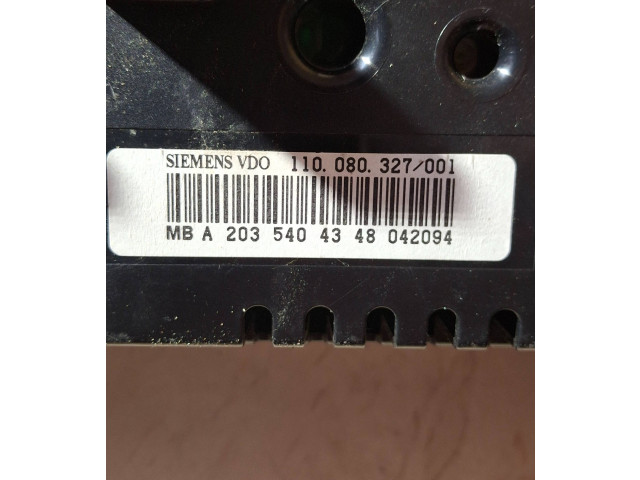 SIEMENS VDO 110.080.327/001
MB A 203 540 43 48 042094